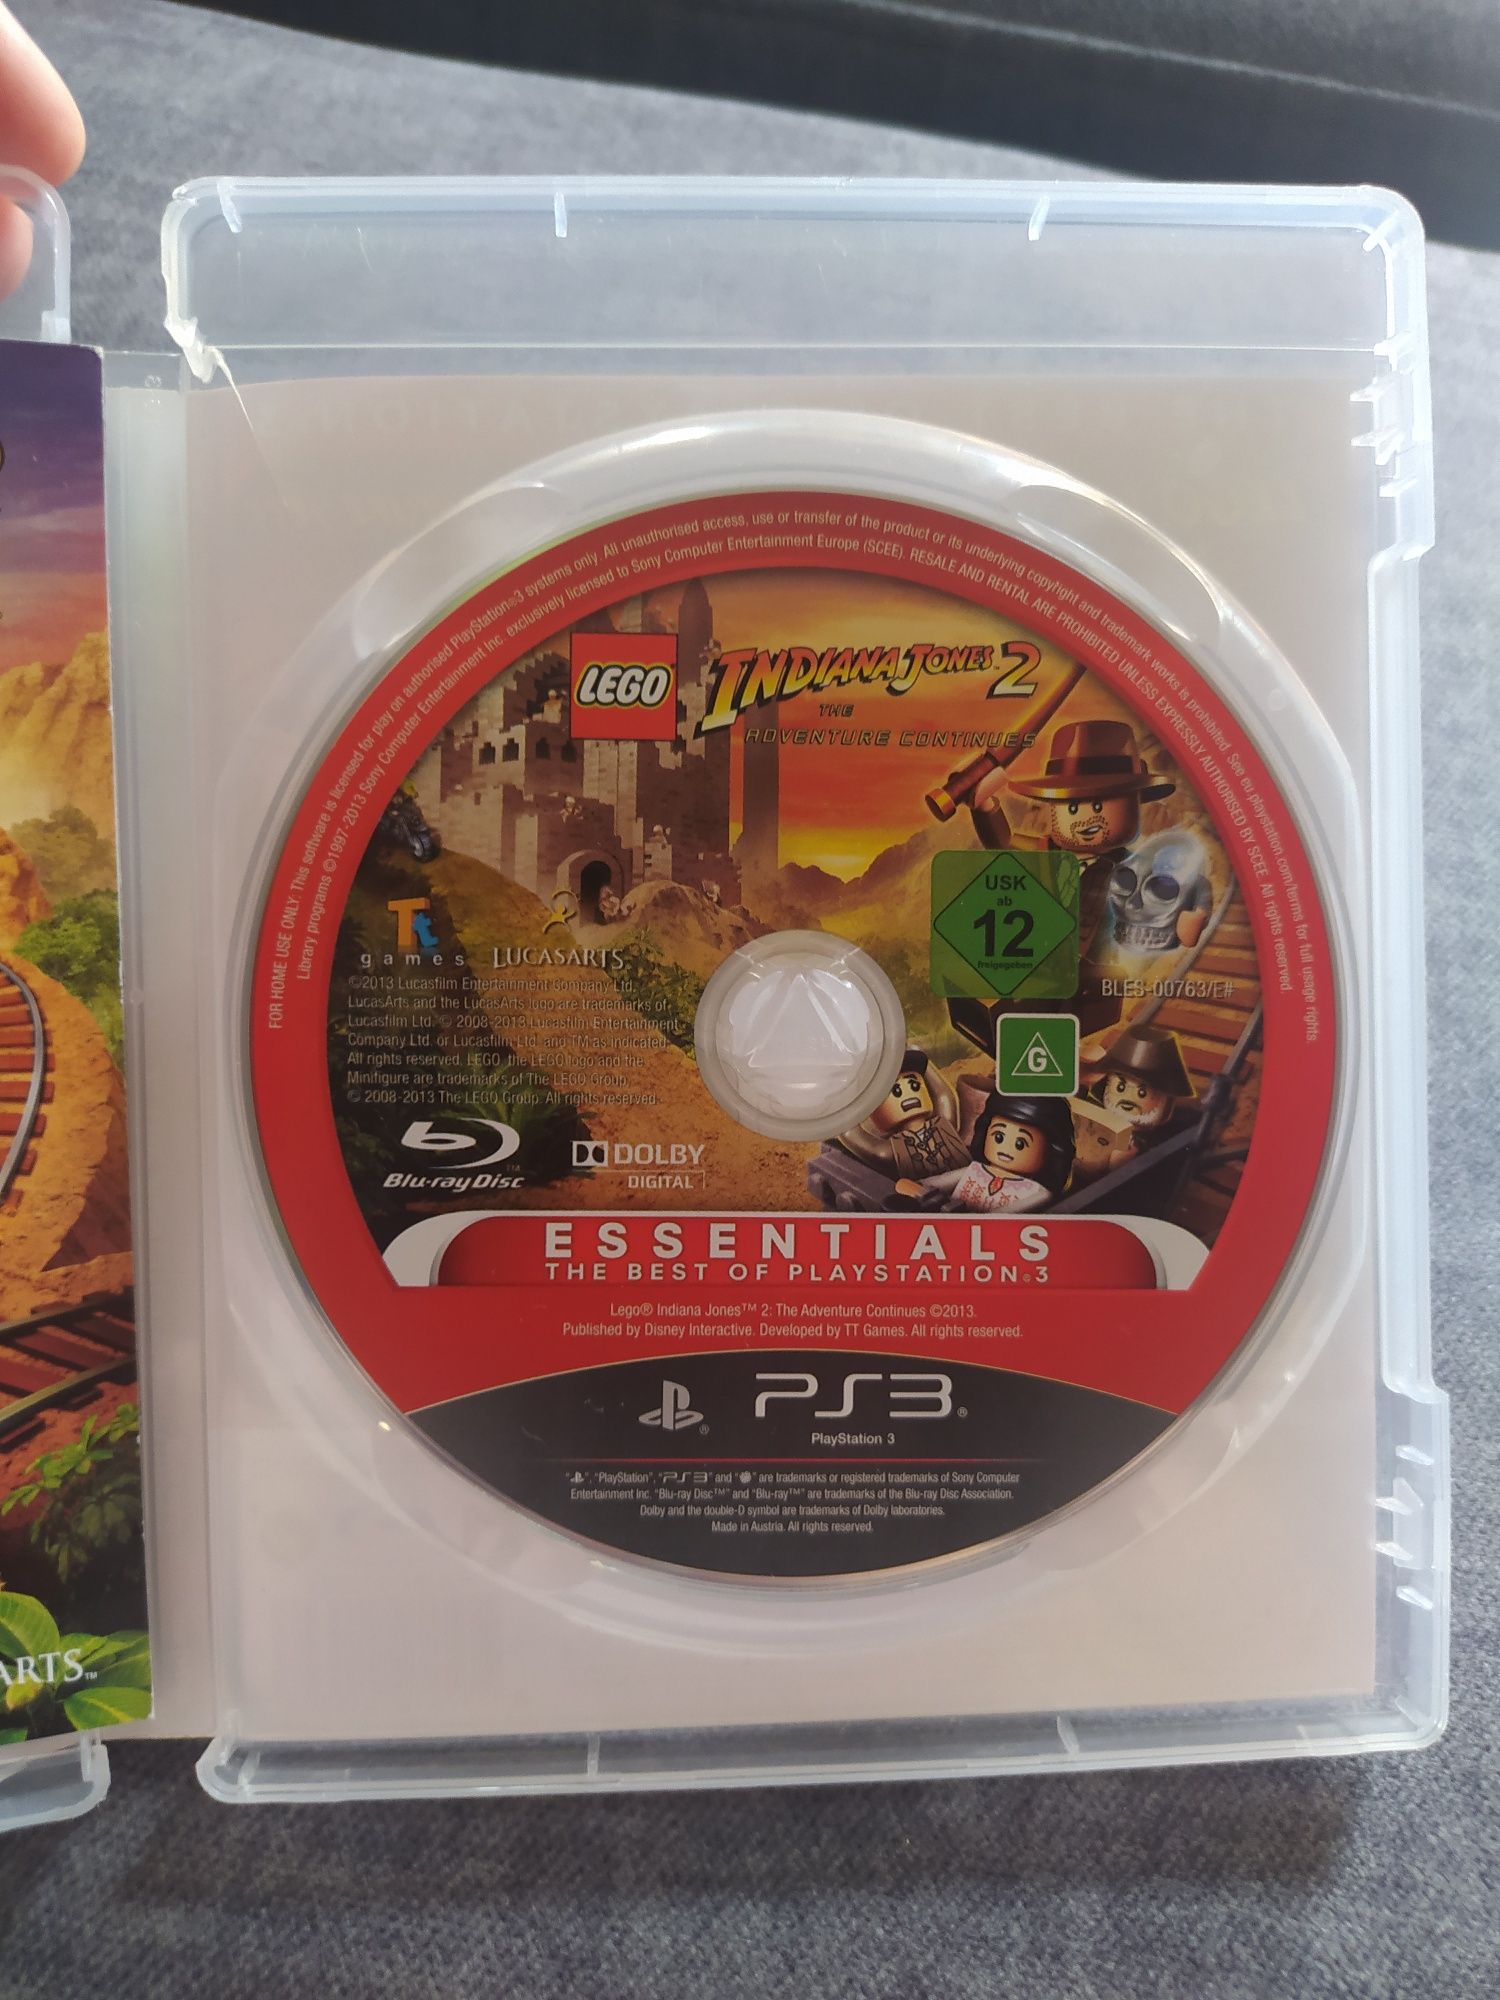 FOR HOME USE ONLY. This software is licensed for play on authorised PlayStation®3 systems only. All unauthorised access, use or transfer of the product or its underlying copyright and trademark works is prohibited. See eu.playstation.com/terms for full usage rights.
Library programs ©1997-2013 Sony Computer Entertainment Inc. exclusively licensed to Sony Computer Entertainment Europe (SCEE). RESALE AND RENTAL ARE PROHIBITED UNLESS EXPRESSLY AUTHORISED BY SCEE. All rights reserved.
LEGO
INDIANA JONES™ 2
THE
ADVENTURE CONTINUES
USK
ab
12
freigegeben
Tt
games
LUCASARTS
BLES-00763/E#
©2013 Lucasfilm Entertainment Company Ltd.
LucasArts and the LucasArts logo are trademarks of
Lucasfilm Ltd. © 2008-2013 Lucasfilm Entertainment
Company Ltd. or Lucasfilm Ltd. and TM as indicated.
All rights reserved. LEGO, the LEGO logo and the
Minifigure are trademarks of The LEGO Group.
© 2008-2013 The LEGO Group. All rights reserved.
G
Blu-ray Disc™
DOLBY
DIGITAL
ESSENTIALS
THE BEST OF PLAYSTATION®3
Lego® Indiana Jones™ 2: The Adventure Continues ©2013.
Published by Disney Interactive. Developed by TT Games. All rights reserved.
PS3®
PlayStation 3
"PlayStation", "PS3" and are trademarks or registered trademarks of Sony Computer
Entertainment Inc. "Blu-ray Disc™" and "Blu-ray™" are trademarks of the Blu-ray Disc Association.
Dolby and the double-D symbol are trademarks of Dolby laboratories.
Made in Austria. All rights reserved.
ARTS™